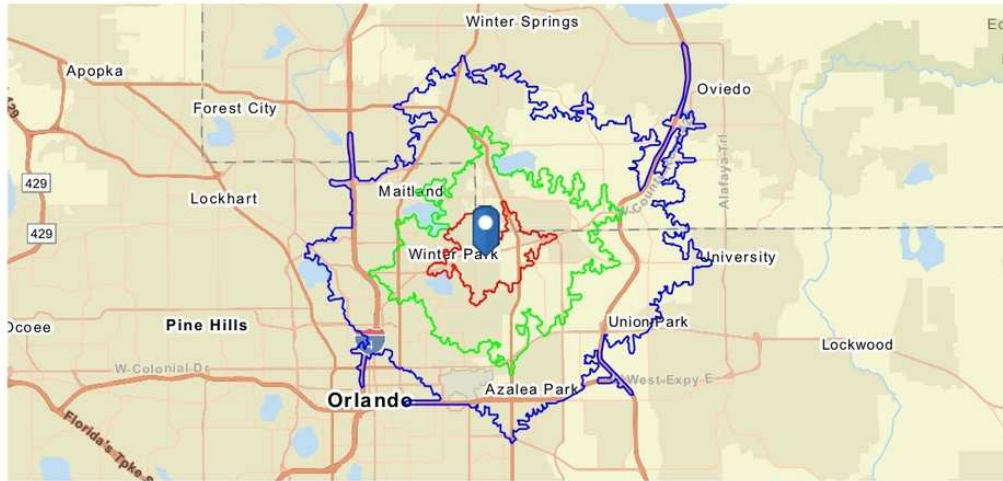 Winter Springs
Apopka
Oviedo
Forest City
429
429
Maitland
Lockhart
Alafaya Trl
Winter Park
University
Pine Hills
Ocoee
Union Park
Lockwood
W Colonial Dr
West-Expy E
Azalea Park
Orlando
Florida's Tpke S